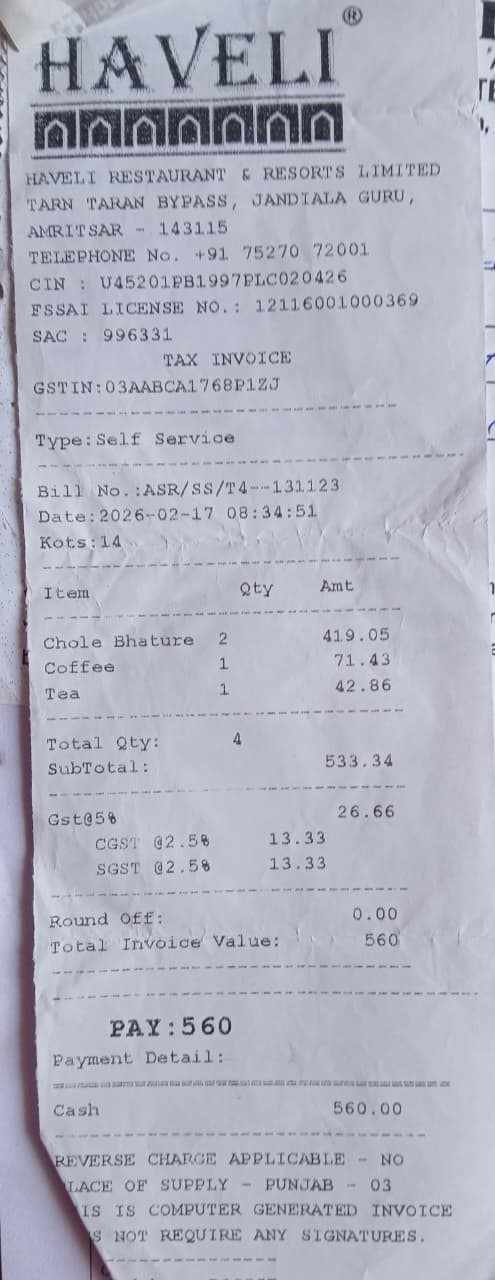 HAVELI®
HAVELI RESTAURANT & RESORTS LIMITED
TARN TARAN BYPASS, JANDIALA GURU,
AMRITSAR - 143115
TELEPHONE No. +91 75270 72001
CIN : U45201PB1997PLC020426
FSSAI LICENSE NO.: 12116001000369
SAC : 996331
TAX INVOICE
GSTIN:03AABCA1768P1ZJ
Type:Self Service
Bill No.:ASR/SS/T4--131123
Date:2026-02-17 08:34:51
Kots:14
Item Qty Amt
Chole Bhature 2 419.05
Coffee 1 71.43
Tea 1 42.86
Total Qty: 4
SubTotal: 533.34
Gst@5% 26.66
CGST @2.5% 13.33
SGST @2.5% 13.33
Round Off: 0.00
Total Invoice Value: 560
PAY:560
Payment Detail:
Cash 560.00
REVERSE CHARGE APPLICABLE - NO
LACE OF SUPPLY - PUNJAB - 03
IS IS COMPUTER GENERATED INVOICE
S NOT REQUIRE ANY SIGNATURES.